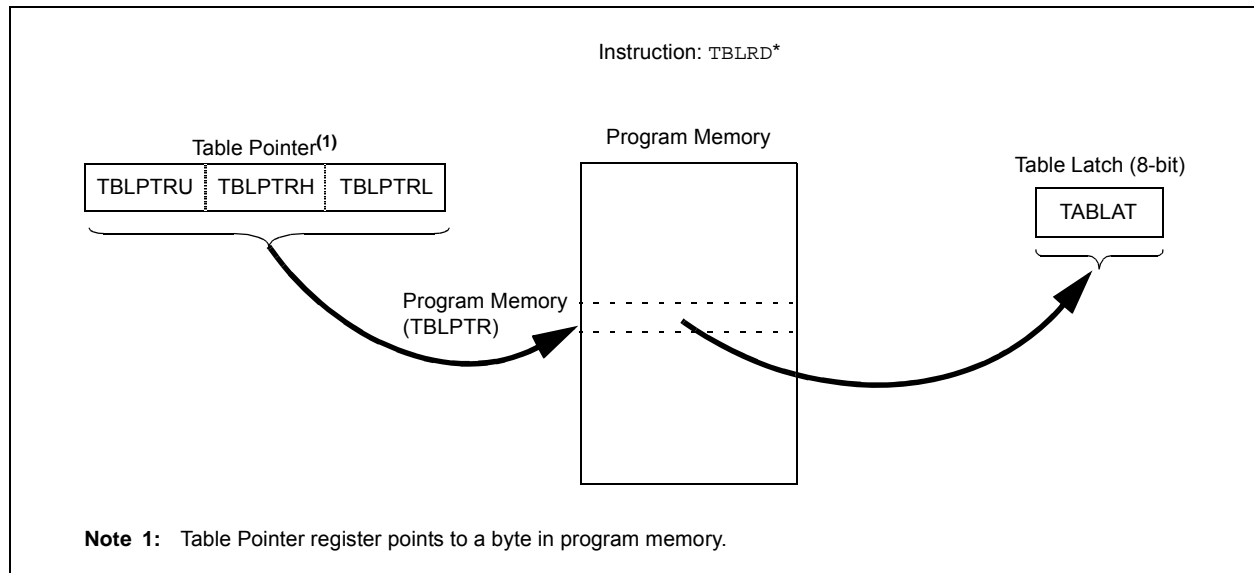 Instruction: TBLRD*
Table Pointer(1)
TBLPTRU TBLPTRH TBLPTRL
Program Memory
Table Latch (8-bit)
TABLAT
Program Memory
(TBLPTR)
Note 1: Table Pointer register points to a byte in program memory.